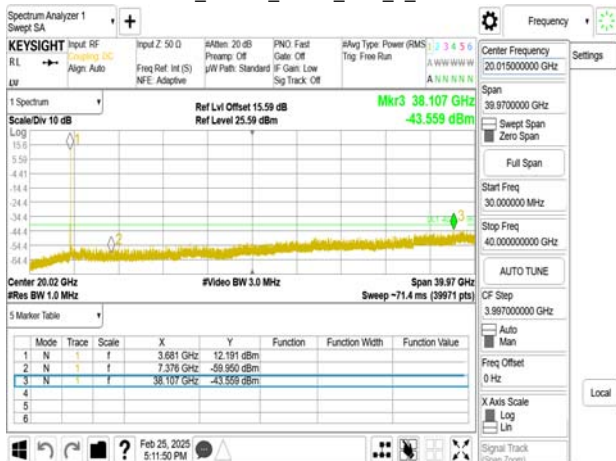 Spectrum Analyzer 1
Swept SA
Frequency
KEYSIGHT
Input: RF
Coupling: DC
Align: Auto
Input Z: 50 Ω
Freq Ref: Int (S)
NFE: Adaptive
#Atten: 20 dB
Preamp: Off
µW Path: Standard
PNO: Fast
Gate: Off
IF Gain: Low
Sig Track: Off
#Avg Type: Power (RMS
Trig: Free Run
1 2 3 4 5 6
A W W W W W
A N N N N N
RL
Center Frequency
20.015000000 GHz
Settings
Span
39.9700000 GHz
Swept Span
Zero Span
Full Span
Start Freq
30.000000 MHz
Stop Freq
40.000000000 GHz
AUTO TUNE
CF Step
3.997000000 GHz
Auto
Man
Freq Offset
0 Hz
X Axis Scale
Log
Lin
Signal Track
(Span Zoom)
Local
1 Spectrum
Scale/Div 10 dB
Ref Lvl Offset 15.59 dB
Ref Level 25.59 dBm
Mkr3 38.107 GHz
-43.559 dBm
Log
15.6
5.59
-4.41
-14.4
-24.4
-34.4
-44.4
-54.4
-64.4
1
2
3
Center 20.02 GHz
#Res BW 1.0 MHz
#Video BW 3.0 MHz
Span 39.97 GHz
Sweep ~71.4 ms (39971 pts)
5 Marker Table
Mode Trace Scale X Y Function Function Width Function Value
1 N 1 f 3.681 GHz 12.191 dBm
2 N 1 f 7.376 GHz -59.950 dBm
3 N 1 f 38.107 GHz -43.559 dBm
4
5
6
Feb 25, 2025
5:11:50 PM